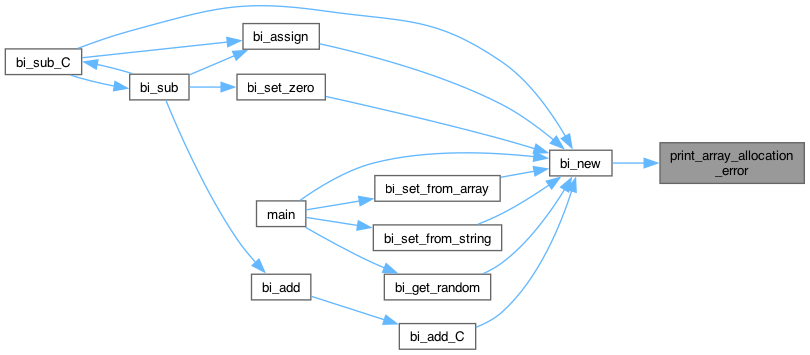 bi_assign
bi_sub_C
bi_sub
bi_set_zero
bi_new
print_array_allocation
_error
bi_set_from_array
main
bi_set_from_string
bi_add
bi_get_random
bi_add_C